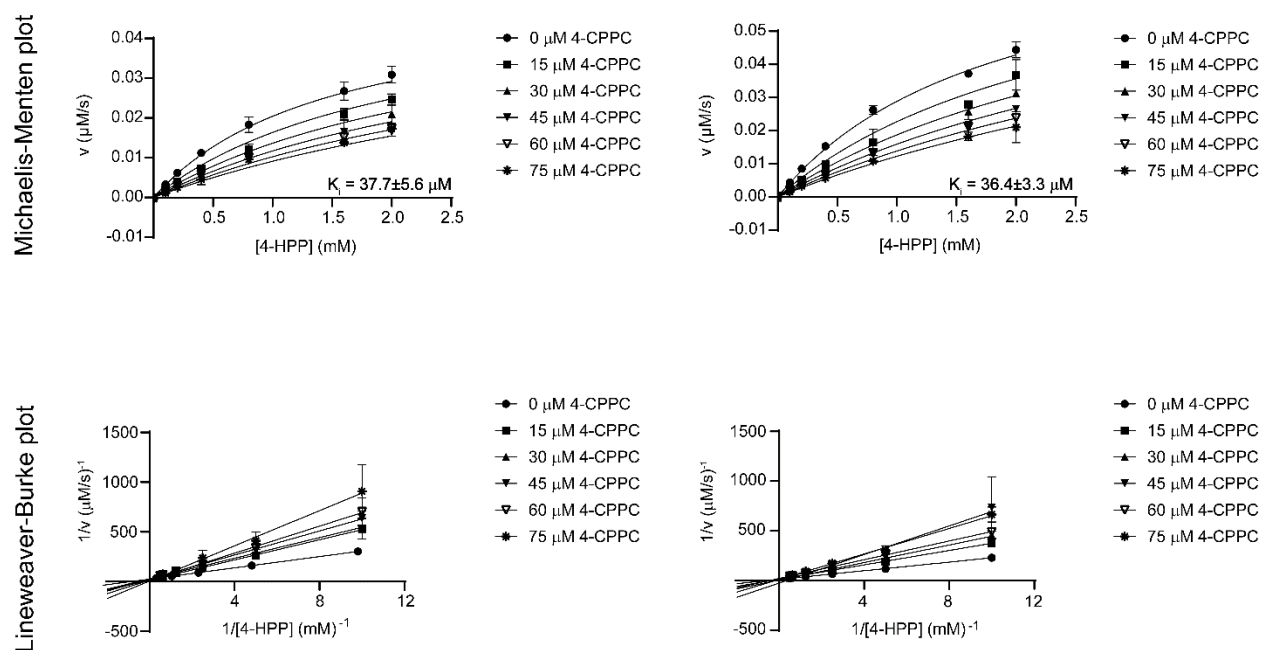 Michaelis-Menten plot
v (µM/s)
0.04
0.03
0.02
0.01
0.00
-0.01
0.5
1.0
1.5
2.0
2.5
[4-HPP] (mM)
Ki = 37.7±5.6 µM
0 µM 4-CPPC
15 µM 4-CPPC
30 µM 4-CPPC
45 µM 4-CPPC
60 µM 4-CPPC
75 µM 4-CPPC
v (µM/s)
0.05
0.04
0.03
0.02
0.01
0.00
-0.01
0.5
1.0
1.5
2.0
2.5
[4-HPP] (mM)
Ki = 36.4±3.3 µM
0 µM 4-CPPC
15 µM 4-CPPC
30 µM 4-CPPC
45 µM 4-CPPC
60 µM 4-CPPC
75 µM 4-CPPC
Lineweaver-Burke plot
1/v (µM/s)-1
1500
1000
500
-500
4
8
12
1/[4-HPP] (mM)-1
0 µM 4-CPPC
15 µM 4-CPPC
30 µM 4-CPPC
45 µM 4-CPPC
60 µM 4-CPPC
75 µM 4-CPPC
1/v (µM/s)-1
1500
1000
500
-500
4
8
12
1/[4-HPP] (mM)-1
0 µM 4-CPPC
15 µM 4-CPPC
30 µM 4-CPPC
45 µM 4-CPPC
60 µM 4-CPPC
75 µM 4-CPPC